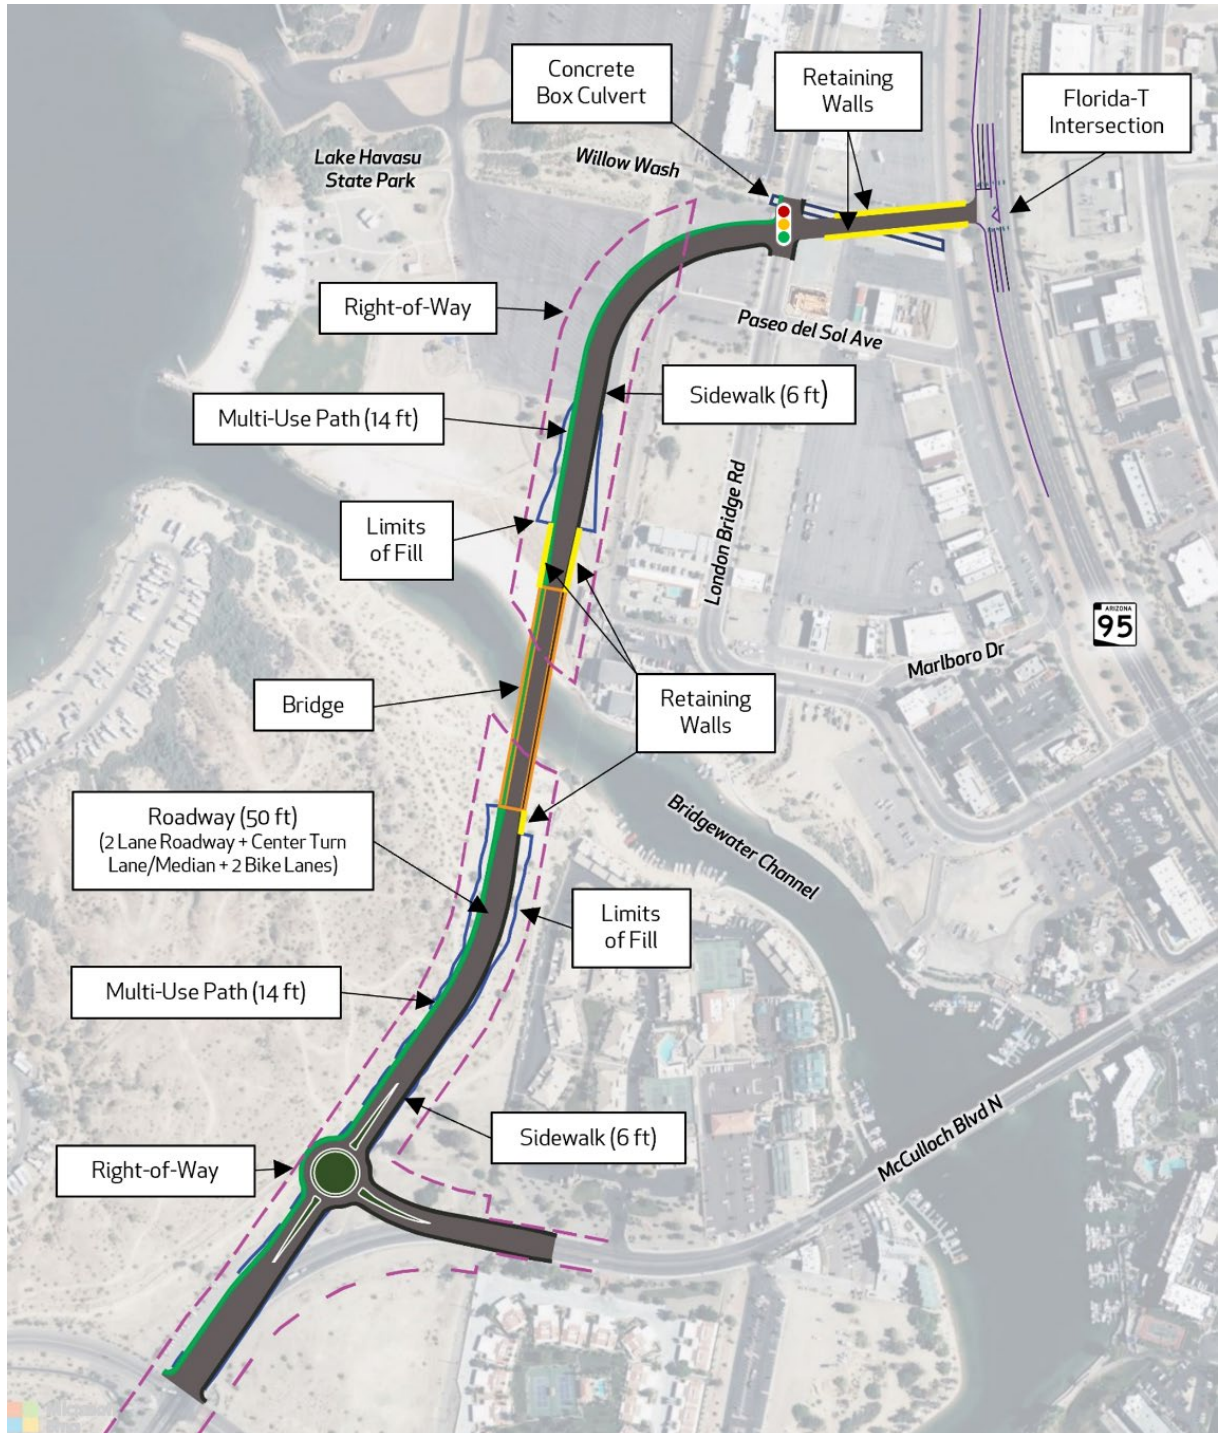 Concrete
Box Culvert
Retaining
Walls
Florida-T
Intersection
Lake Havasu
State Park
Willow Wash
Right-of-Way
Paseo del Sol Ave
Multi-Use Path (14 ft)
Sidewalk (6 ft)
Limits
of Fill
London Bridge Rd
ARIZONA
95
Marlboro Dr
Bridge
Retaining
Walls
Roadway (50 ft)
(2 Lane Roadway + Center Turn
Lane/Median + 2 Bike Lanes)
Bridgewater Channel
Limits
of Fill
Multi-Use Path (14 ft)
Sidewalk (6 ft)
McCulloch Blvd N
Right-of-Way